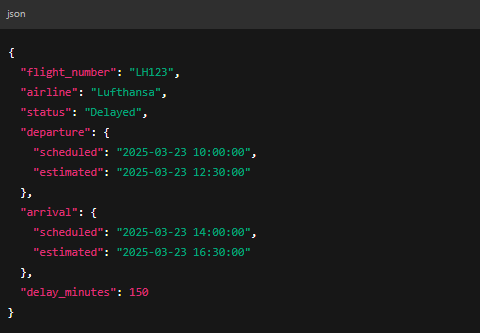 json
{
  "flight_number": "LH123",
  "airline": "Lufthansa",
  "status": "Delayed",
  "departure": {
    "scheduled": "2025-03-23 10:00:00",
    "estimated": "2025-03-23 12:30:00"
  },
  "arrival": {
    "scheduled": "2025-03-23 14:00:00",
    "estimated": "2025-03-23 16:30:00"
  },
  "delay_minutes": 150
}